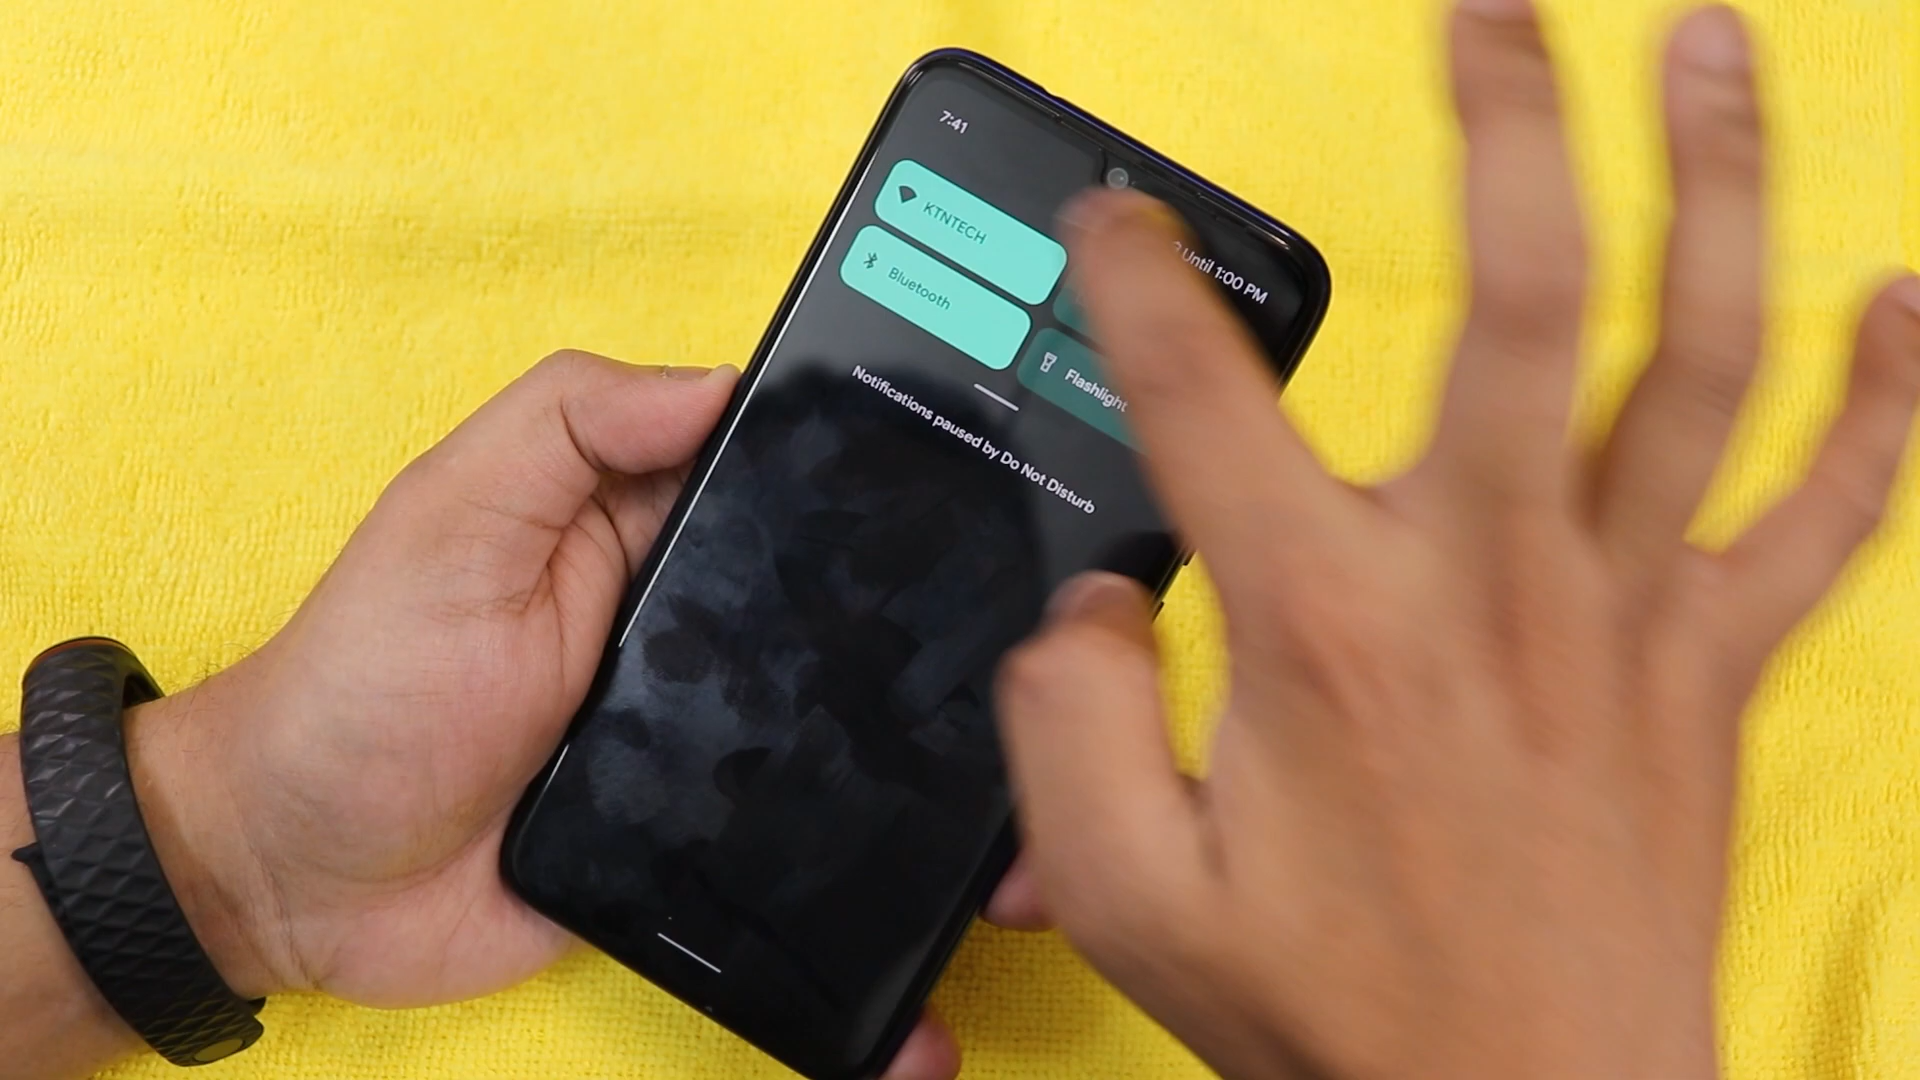 7:41
Until 1:00 PM
KTNTECH
Bluetooth
Flashlight
Notifications paused by Do Not Disturb